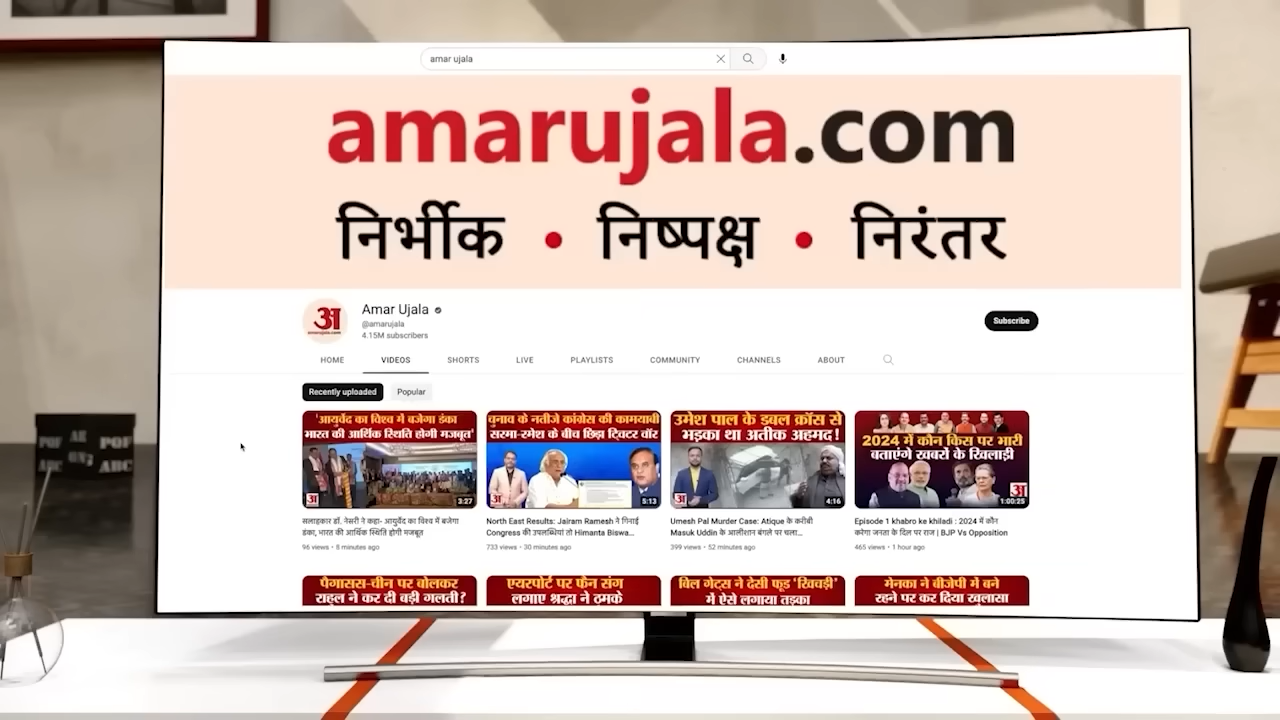 amar ujala
amarujala.com
निर्भीक • निष्पक्ष • निरंतर
Amar Ujala
@amarujala
4.15M subscribers
Subscribe
HOME VIDEOS SHORTS LIVE PLAYLISTS COMMUNITY CHANNELS ABOUT
Recently uploaded Popular
'आयुर्वेद का विश्व में बजेगा डंका
भारत की आर्थिक स्थिति होगी मजबूत'
3:27
सलाहकार डॉ. नेसरी ने कहा- आयुर्वेद का विश्व में बजेगा
डंका, भारत की आर्थिक स्थिति होगी मजबूत
96 views • 8 minutes ago
चुनाव के नतीजे कांग्रेस की कामयाबी
सरमा-रमेश के बीच छिड़ा ट्विटर वॉर
5:13
North East Results: Jairam Ramesh ने गिनाई
Congress की उपलब्धियां तो Himanta Biswa...
733 views • 30 minutes ago
उमेश पाल के डबल क्रॉस से
भड़का था अतीक अहमद!
4:16
Umesh Pal Murder Case: Atique के करीबी
Masuk Uddin के आलीशान बंगले पर चला...
399 views • 52 minutes ago
2024 में कौन किस पर भारी
बताएंगे खबरों के खिलाड़ी
1:00:25
Episode 1 khabro ke khiladi : 2024 में कौन
करेगा जनता के दिल पर राज | BJP Vs Opposition
465 views • 1 hour ago
पैगासस-चीन पर बोलकर
राहुल ने कर दी बड़ी गलती?
एयरपोर्ट पर फैन संग
लगाए श्रद्धा ने ठुमके
बिल गेट्स ने देसी फूड 'खिचड़ी'
में ऐसे लगाया तड़का
मेनका ने बीजेपी में बने
रहने पर कर दिया खुलासा